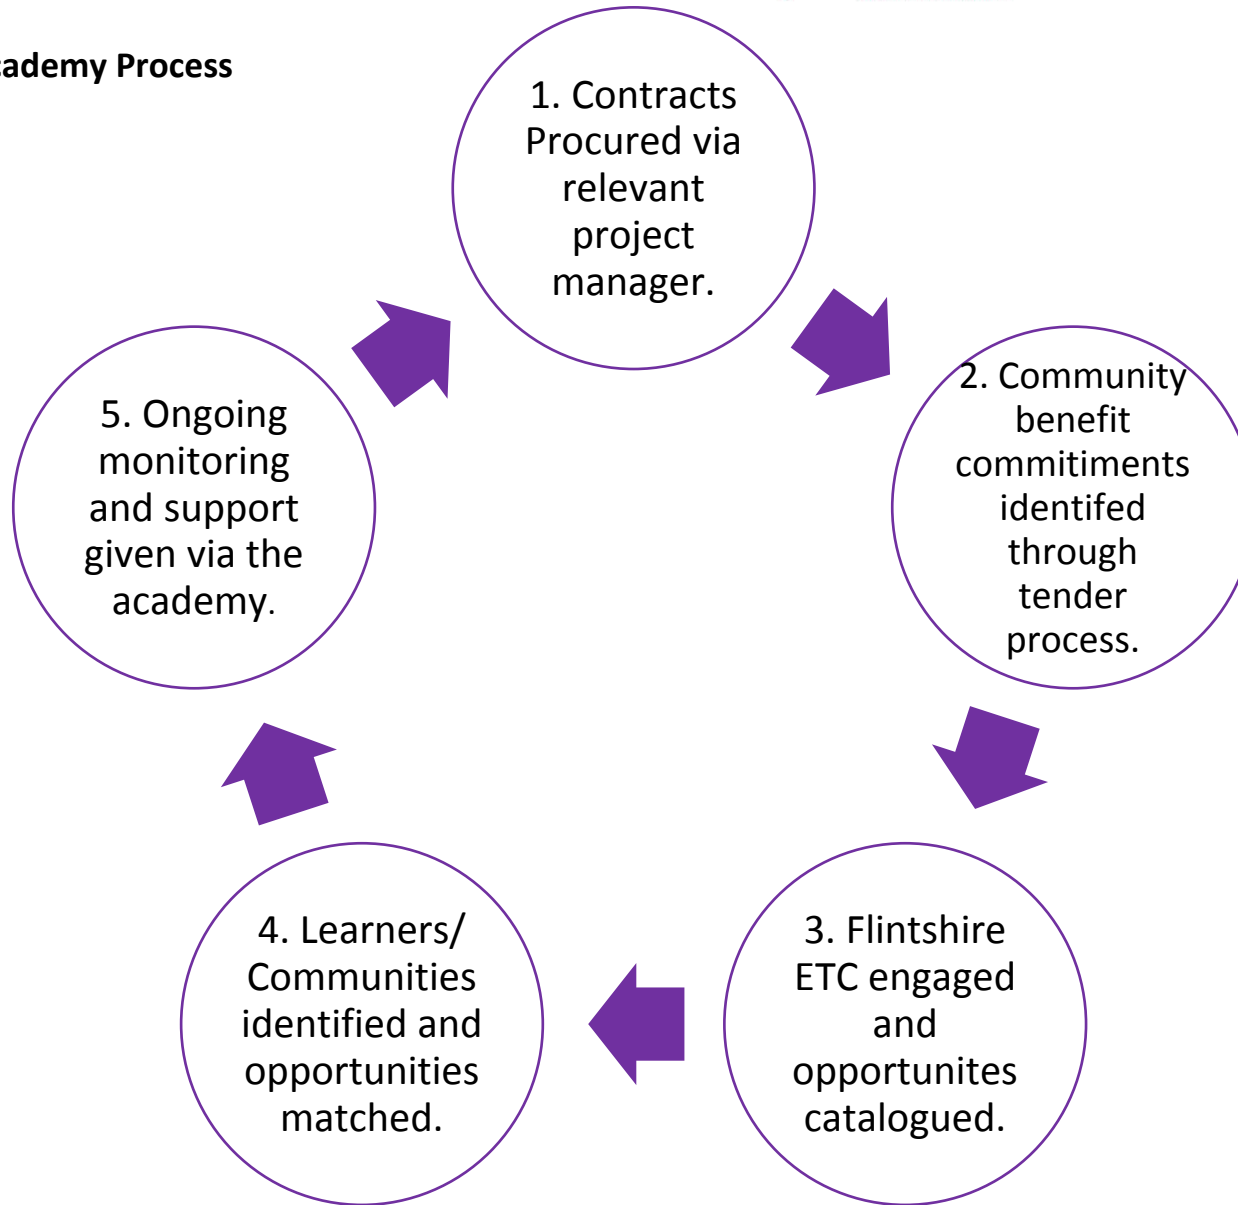 cademy Process
1. Contracts
Procured via
relevant
project
manager.
2. Community
benefit
commitiments
identifed
through
tender
process.
3. Flintshire
ETC engaged
and
opportunites
catalogued.
4. Learners/
Communities
identified and
opportunities
matched.
5. Ongoing
monitoring
and support
given via the
academy.